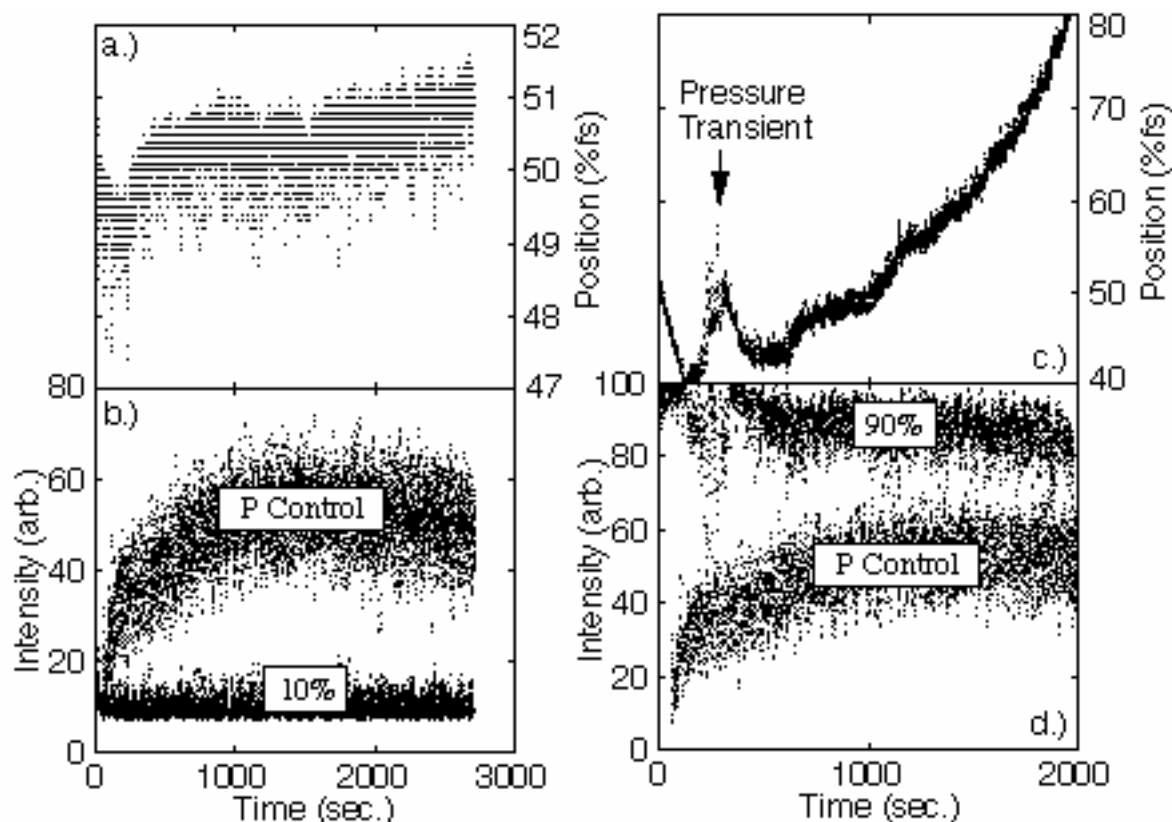 a.)
52
51
50
49
48
47
Position (%fs)
c.)
Pressure
Transient
80
70
60
50
40
Position (%fs)
b.)
80
60
40
20
0
Intensity (arb.)
P Control
10%
0
1000
2000
3000
Time (sec.)
100
80
60
40
20
0
Intensity (arb.)
90%
P Control
d.)
0
1000
2000
Time (sec.)